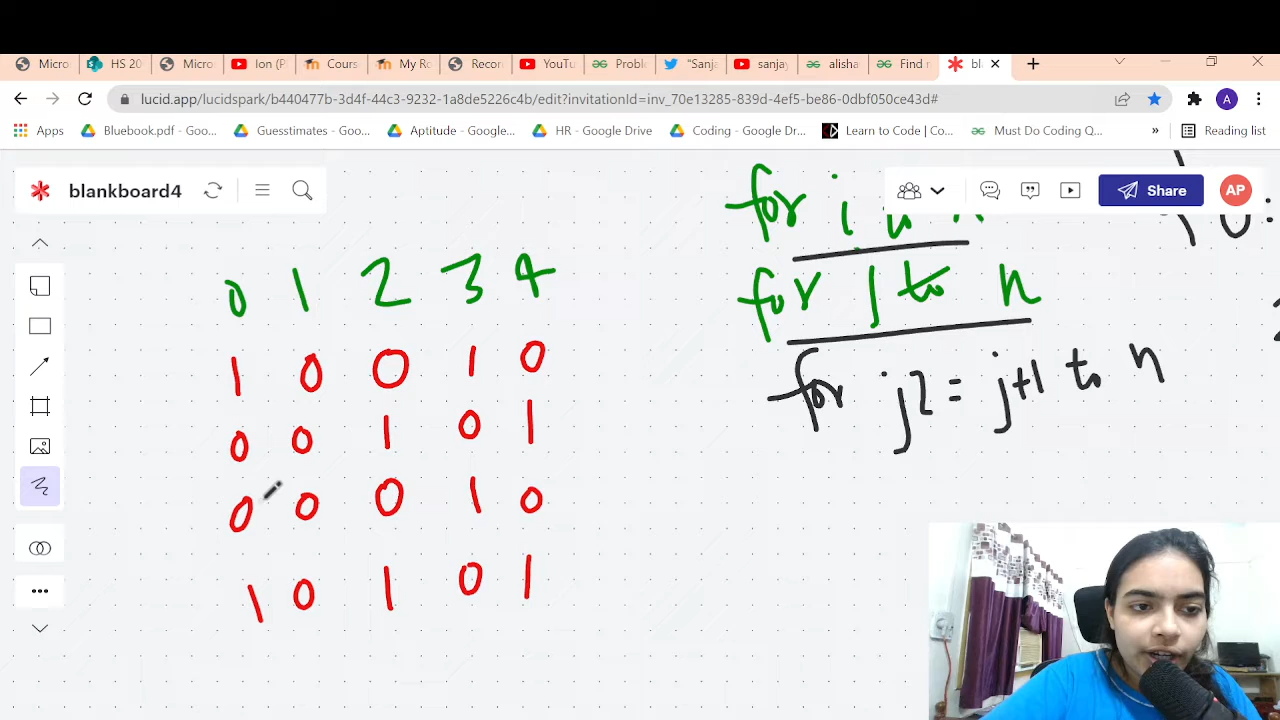 Micro HS 20 Micro Ion (P Cours My Ro Recor YouTu Probl "Sanja sanjay alisha Find r bl
lucid.app/lucidspark/b440477b-3d4f-44c3-9232-1a8de5226c4b/edit?invitationId=inv_70e13285-839d-4ef5-be86-0dbf050ce43d# A
Apps Bluebook.pdf - Goo... Guesstimates - Goo... Aptitude - Google... HR - Google Drive Coding - Google Dr... Learn to Code | Co... Must Do Coding Q... » Reading list
blankboard4 Share AP
for i to n
for j to n
for j2 = j+1 to n
0 1 2 3 4
1 0 0 1 0
0 0 1 0 1
0 0 0 1 0
1 0 1 0 1